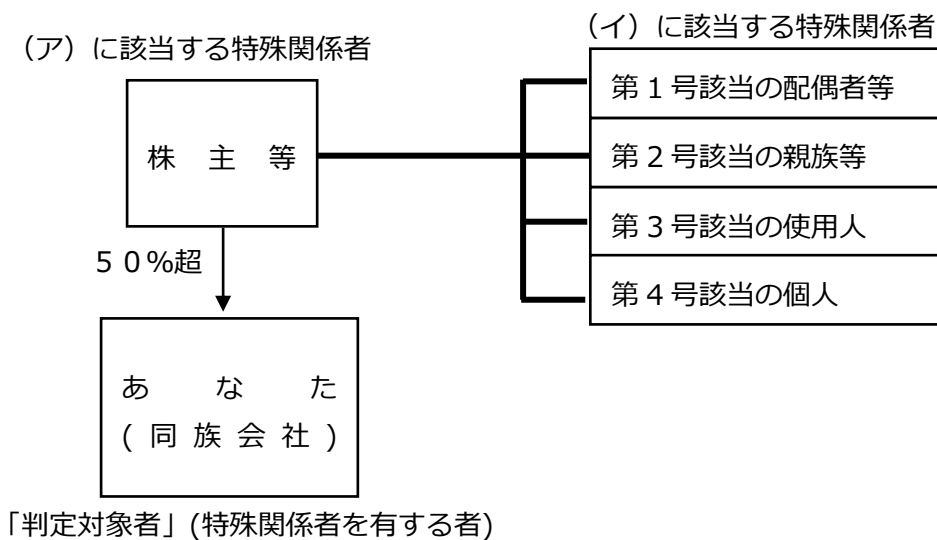 （ア）に該当する特殊関係者
（イ）に該当する特殊関係者
株主等
第１号該当の配偶者等
第２号該当の親族等
第３号該当の使用人
第４号該当の個人
５０％超
あなた
(同族会社)
「判定対象者」(特殊関係者を有する者)